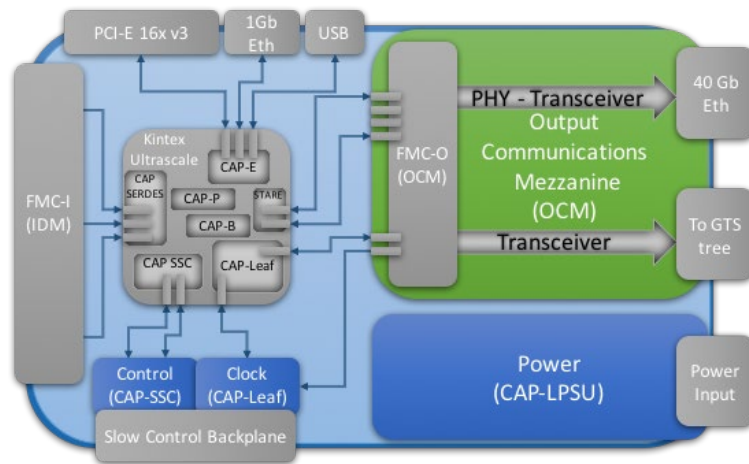 PCI-E 16x v3
1Gb
Eth
USB
FMC-I
(IDM)
Kintex
Ultrascale
CAP-E
CAP
SERDES
CAP-P
STARE
CAP-B
CAP SSC
CAP-Leaf
FMC-O
(OCM)
PHY - Transceiver
Output
Communications
Mezzanine
(OCM)
Transceiver
40 Gb
Eth
To GTS
tree
Control
(CAP-SSC)
Clock
(CAP-Leaf)
Slow Control Backplane
Power
(CAP-LPSU)
Power
Input